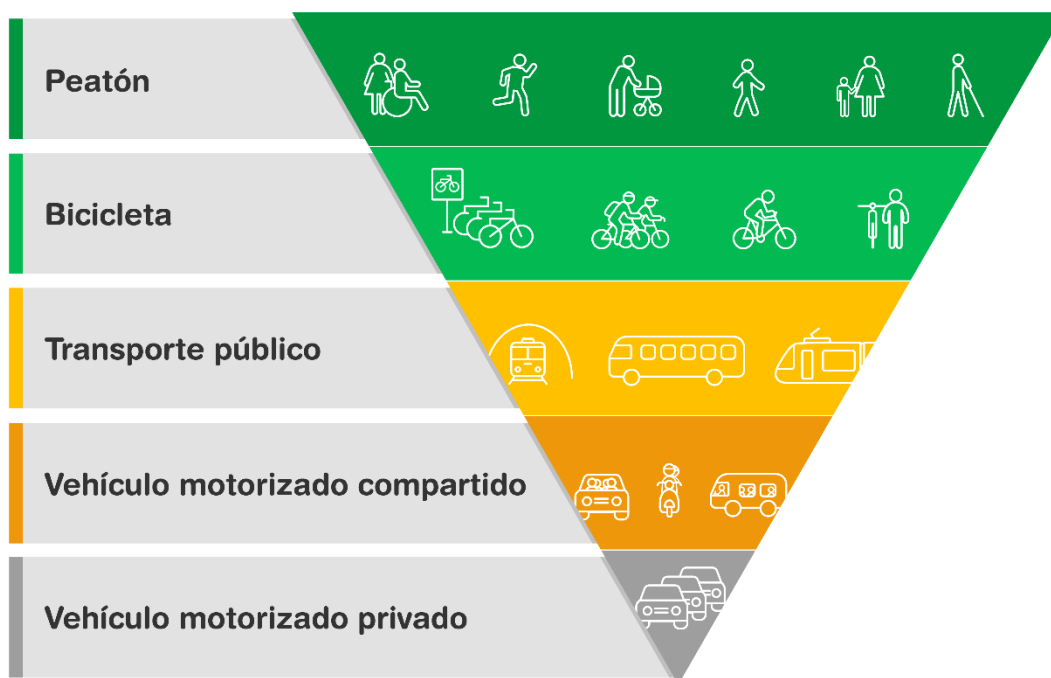 Peatón
Bicicleta
Transporte público
Vehículo motorizado compartido
Vehículo motorizado privado